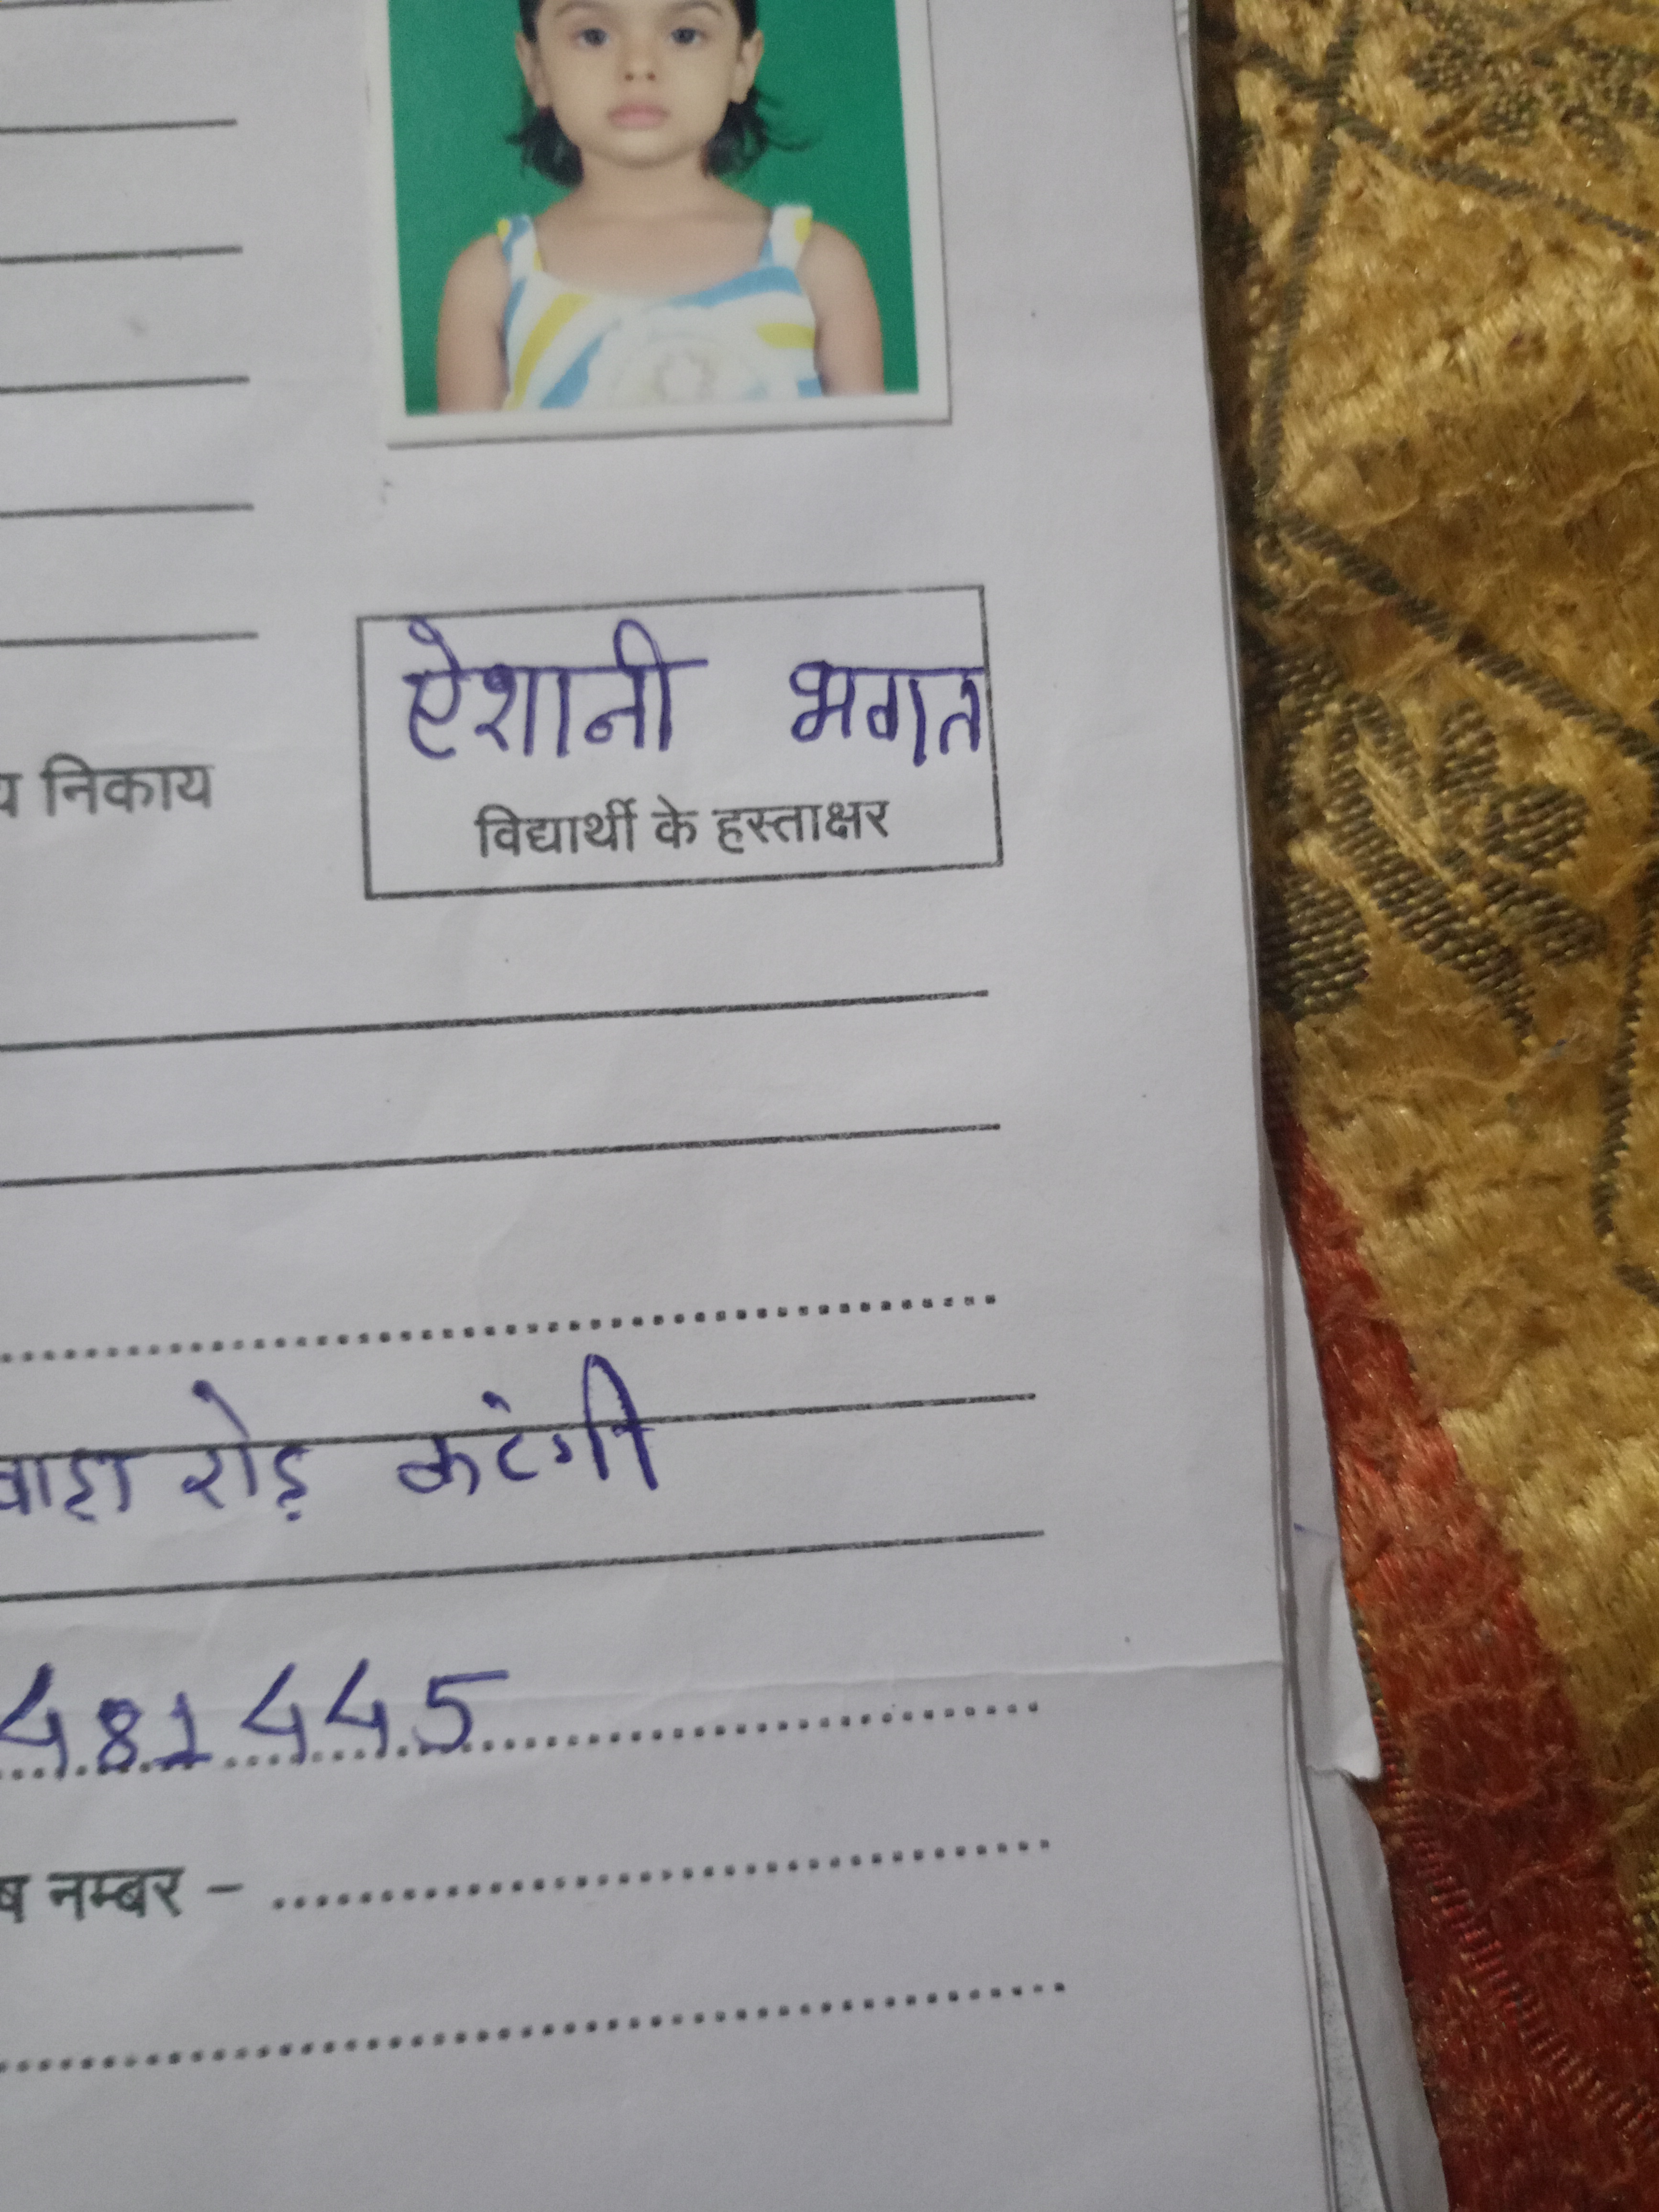 ऐशानी भगत
य निकाय
विद्यार्थी के हस्ताक्षर
रोड़ कटंगी
481445
नम्बर –